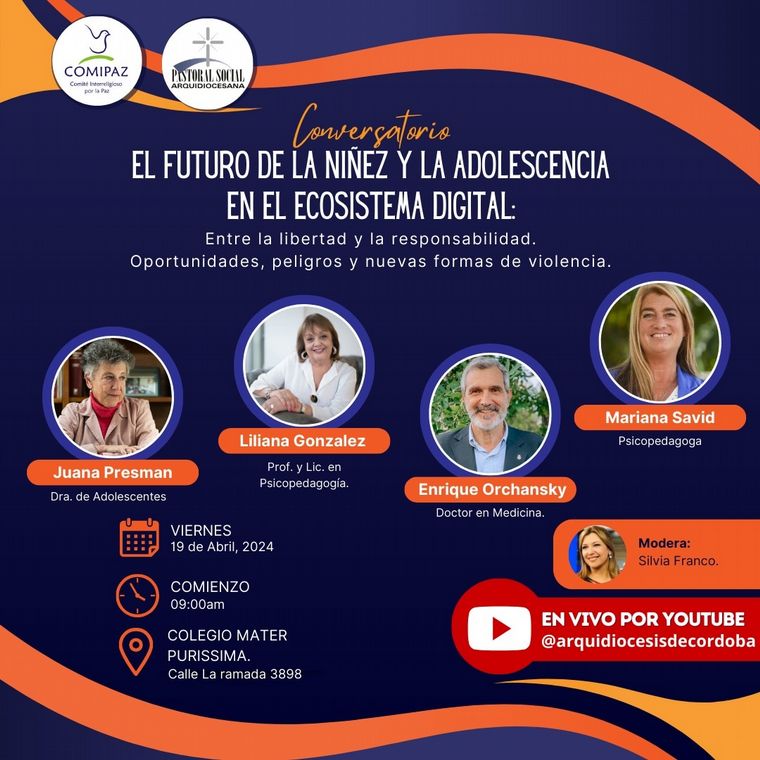 COMIPAZ
Comité Interreligioso
por la Paz
PASTORAL SOCIAL
ARQUIDIOCESANA
Conversatorio
EL FUTURO DE LA NIÑEZ Y LA ADOLESCENCIA
EN EL ECOSISTEMA DIGITAL:
Entre la libertad y la responsabilidad.
Oportunidades, peligros y nuevas formas de violencia.
Juana Presman
Dra. de Adolescentes
Liliana Gonzalez
Prof. y Lic. en
Psicopedagogía.
Enrique Orchansky
Doctor en Medicina.
Mariana Savid
Psicopedagoga
VIERNES
19 de Abril, 2024
COMIENZO
09:00am
COLEGIO MATER
PURISSIMA.
Calle La ramada 3898
Modera:
Silvia Franco.
EN VIVO POR YOUTUBE
@arquidiocesisdecordoba